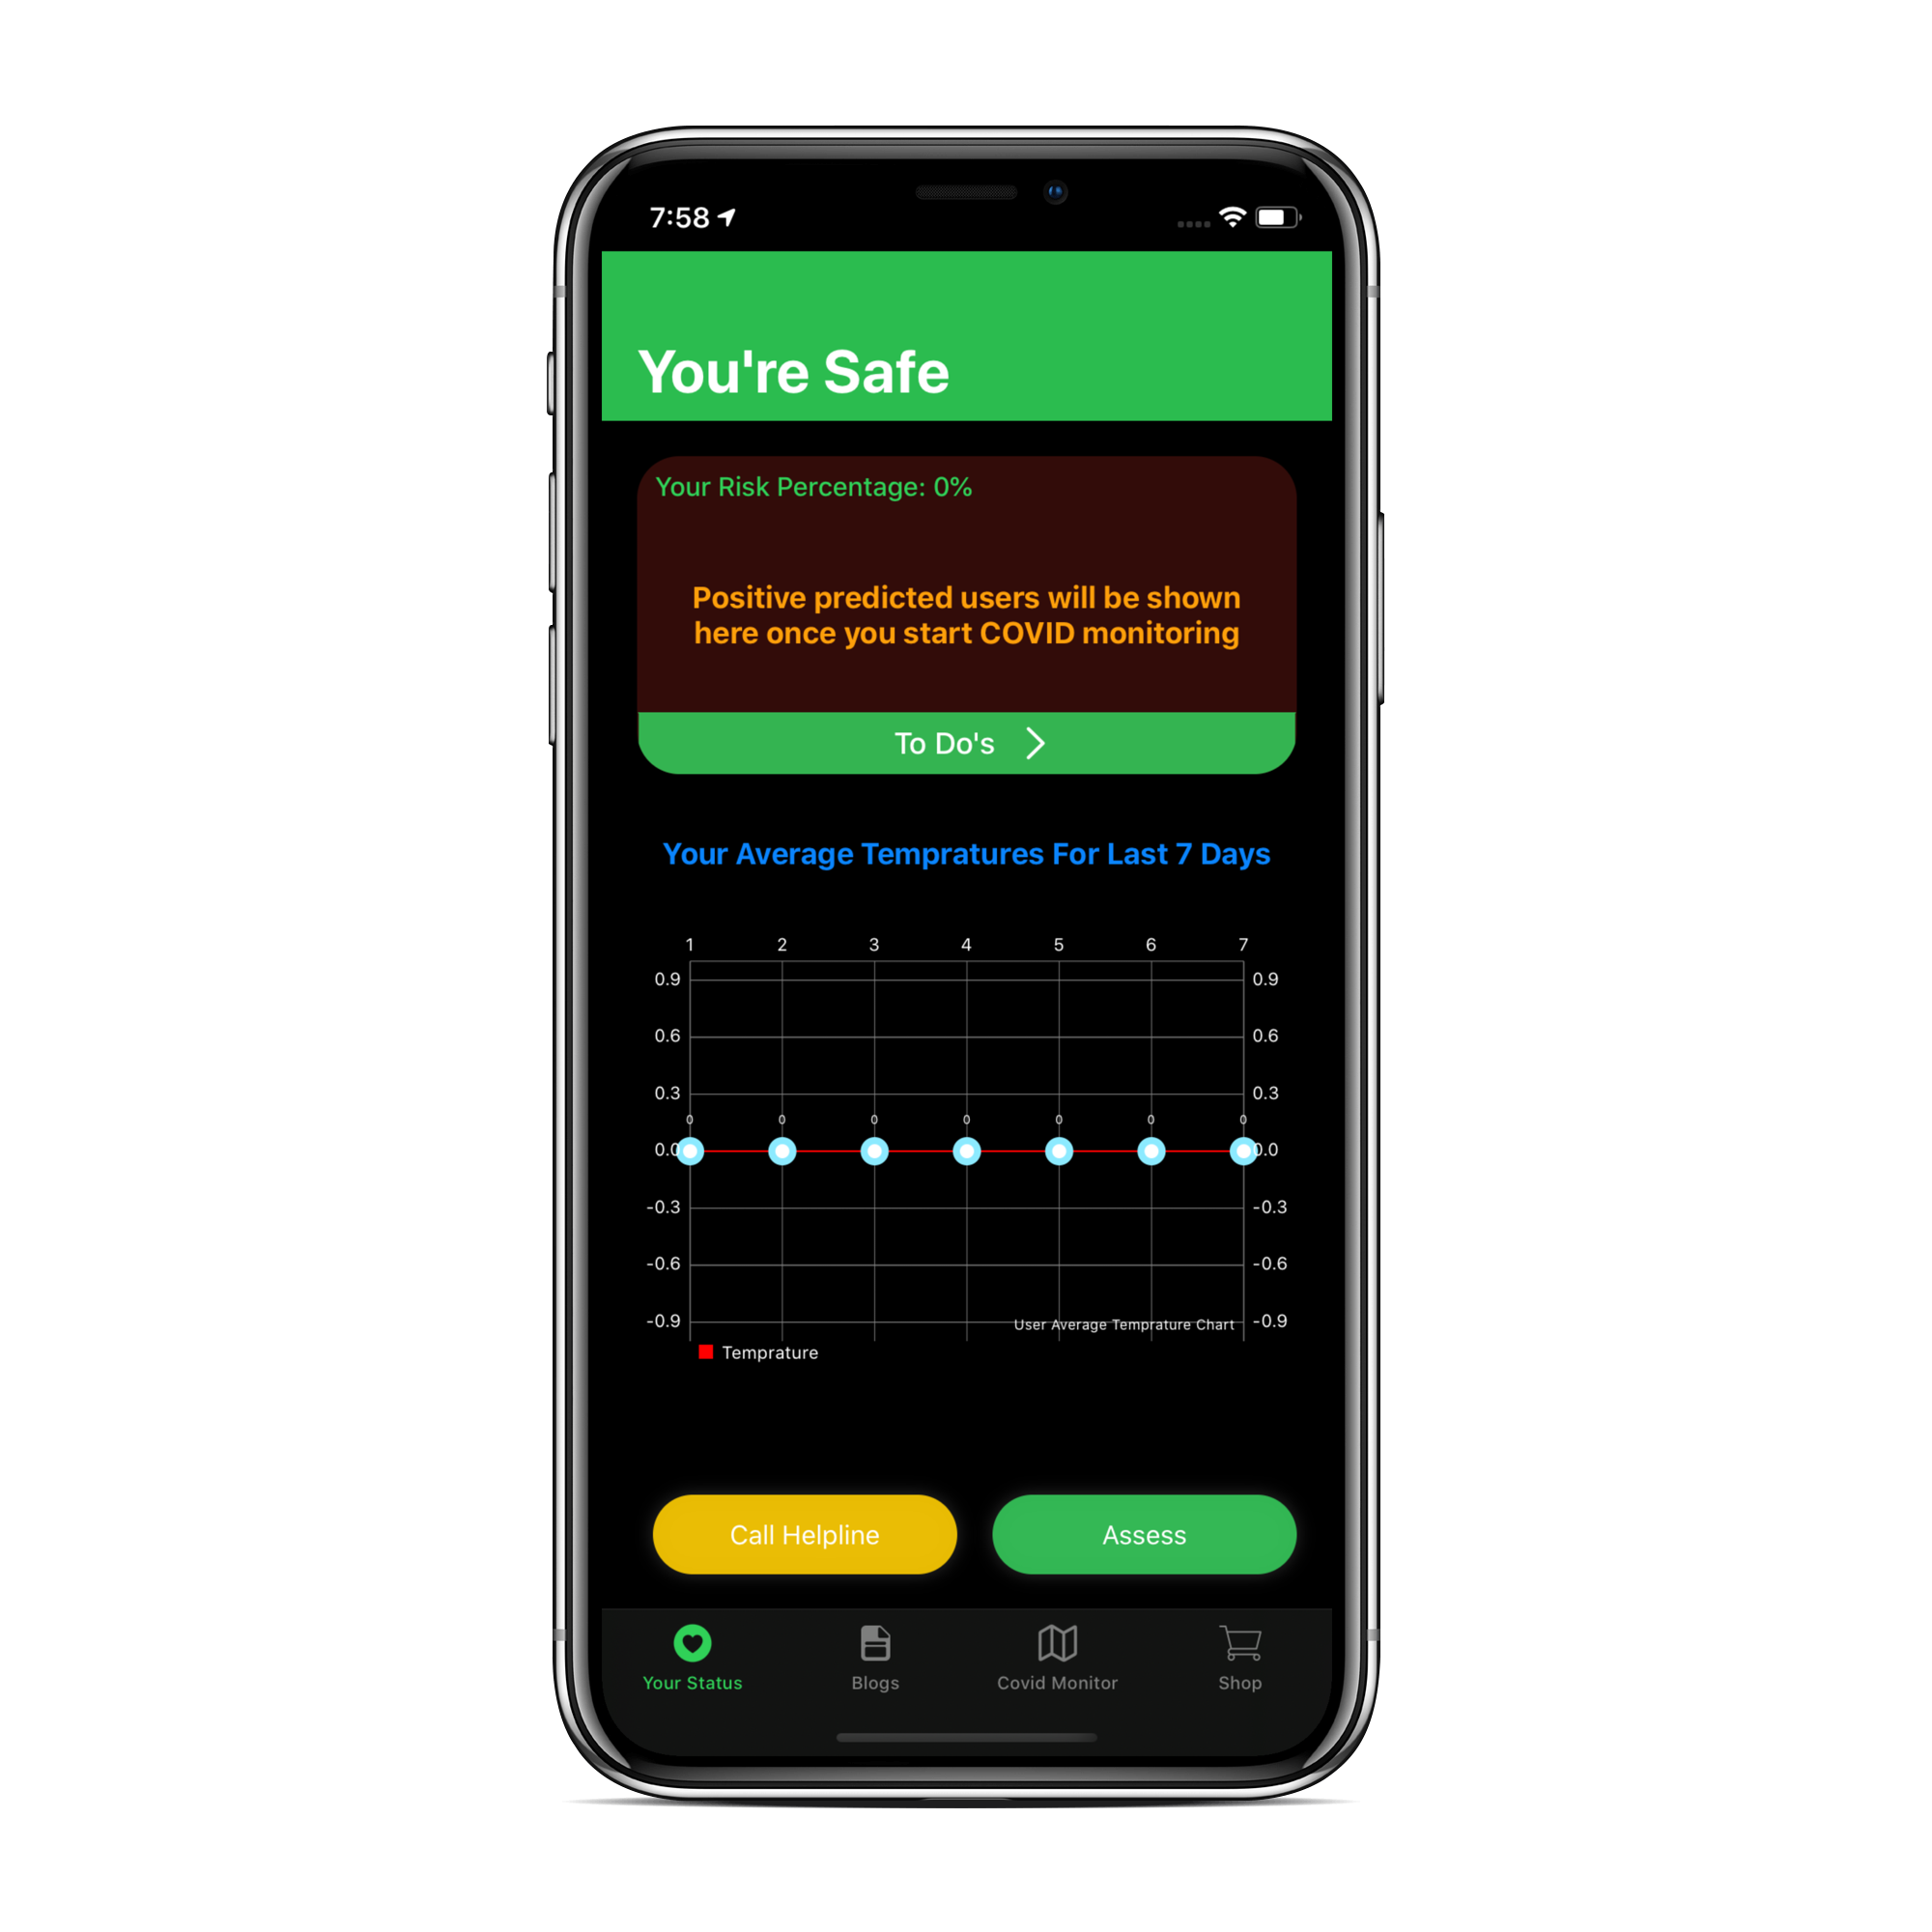 7:58
You're Safe
Your Risk Percentage: 0%
Positive predicted users will be shown
here once you start COVID monitoring
To Do's
Your Average Tempratures For Last 7 Days
1 2 3 4 5 6 7
0.9 0.9
0.6 0.6
0.3 0.3
0 0 0 0 0 0 0
0.0 0.0
-0.3 -0.3
-0.6 -0.6
-0.9 User Average Temprature Chart -0.9
Temprature
Call Helpline Assess
Your Status Blogs Covid Monitor Shop